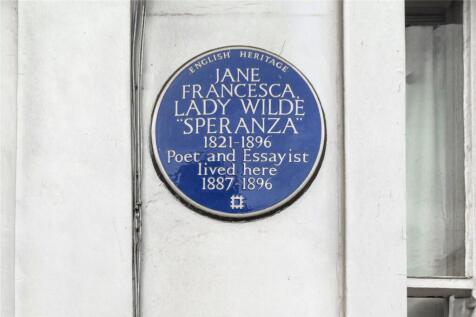 ENGLISH HERITAGE
JANE
FRANCESCA,
LADY WILDE
"SPERANZA"
1821-1896
Poet and Essayist
lived here
1887-1896